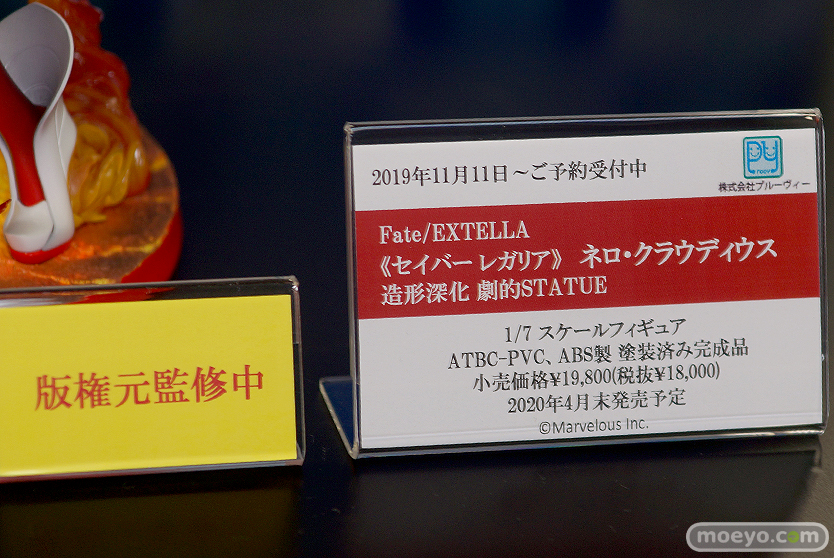 2019年11月11日～ご予約受付中
Py
roovy
株式会社プルーヴィー
Fate/EXTELLA
《セイバー レガリア》 ネロ・クラウディウス
造形深化 劇的STATUE
1/7 スケールフィギュア
ATBC-PVC、ABS製 塗装済み完成品
小売価格¥19,800(税抜¥18,000)
2020年4月末発売予定
©Marvelous Inc.
版権元監修中
moeyo.com